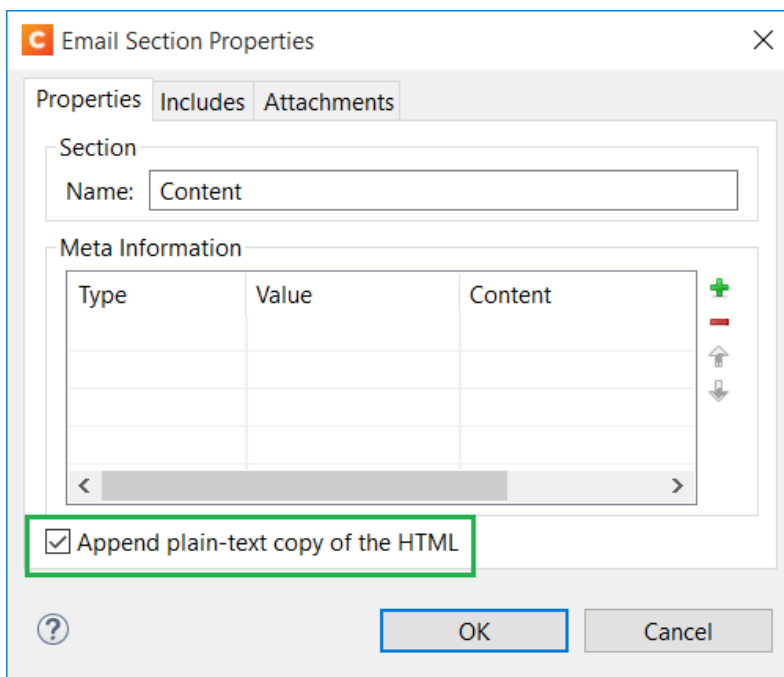 C Email Section Properties
Properties Includes Attachments
Section
Name: Content
Meta Information
Type Value Content
Append plain-text copy of the HTML
? OK Cancel